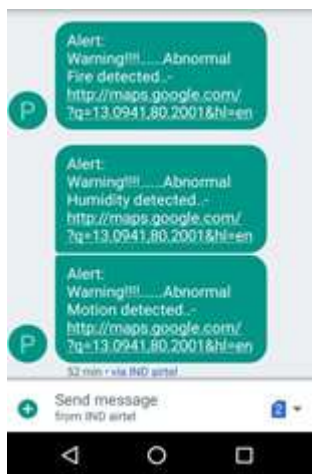 Alert:
Warning!!!!......Abnormal
Fire detected..-
http://maps.google.com/
?q=13.0941,80.2001&hl=en
P
Alert:
Warning!!!!......Abnormal
Humidity detected..-
http://maps.google.com/
?q=13.0941,80.2001&hl=en
Alert:
Warning!!!!......Abnormal
Motion detected..-
http://maps.google.com/
?q=13.0941,80.2001&hl=en
P
52 min • via IND airtel
Send message
from IND airtel
2